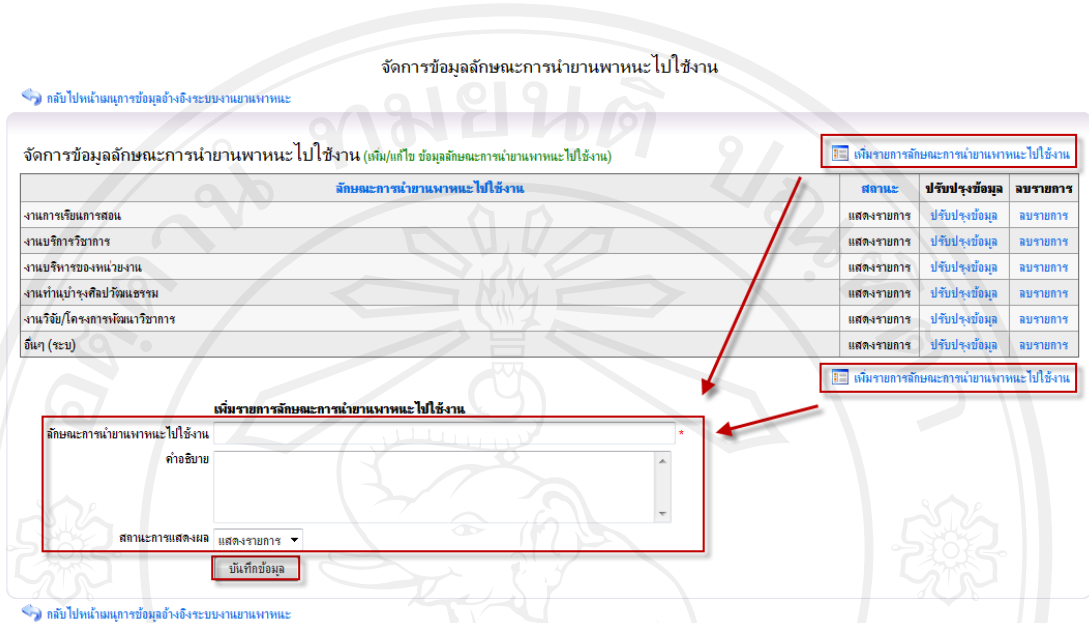 จัดการข้อมูลลักษณะการนำยานพาหนะไปใช้งาน
กลับไปหน้าเมนูการข้อมูลอ้างอิงระบบงานยานพาหนะ
จัดการข้อมูลลักษณะการนำยานพาหนะไปใช้งาน (เพิ่ม/แก้ไข ข้อมูลลักษณะการนำยานพาหนะไปใช้งาน) เพิ่มรายการลักษณะการนำยานพาหนะไปใช้งาน
ลักษณะการนำยานพาหนะไปใช้งาน สถานะ ปรับปรุงข้อมูล ลบรายการ
งานการเรียนการสอน แสดงรายการ ปรับปรุงข้อมูล ลบรายการ
งานบริการวิชาการ แสดงรายการ ปรับปรุงข้อมูล ลบรายการ
งานบริหารของหน่วยงาน แสดงรายการ ปรับปรุงข้อมูล ลบรายการ
งานทำนุบำรุงศิลปวัฒนธรรม แสดงรายการ ปรับปรุงข้อมูล ลบรายการ
งานวิจัย/โครงการพัฒนาวิชาการ แสดงรายการ ปรับปรุงข้อมูล ลบรายการ
อื่นๆ (ระบุ) แสดงรายการ ปรับปรุงข้อมูล ลบรายการ
เพิ่มรายการลักษณะการนำยานพาหนะไปใช้งาน
เพิ่มรายการลักษณะการนำยานพาหนะไปใช้งาน
ลักษณะการนำยานพาหนะไปใช้งาน *
คำอธิบาย
สถานะการแสดงผล แสดงรายการ
บันทึกข้อมูล
กลับไปหน้าเมนูการข้อมูลอ้างอิงระบบงานยานพาหนะ